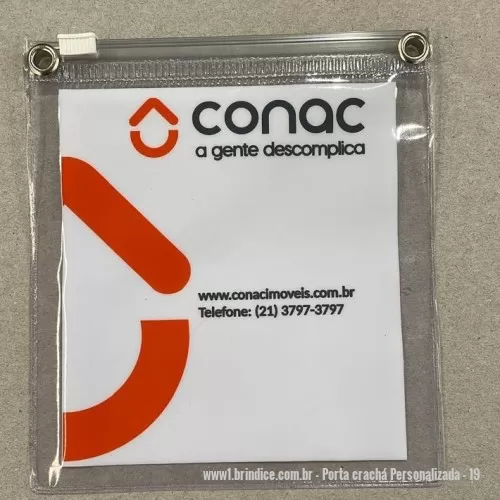 conac
a gente descomplica
www.conacimoveis.com.br
Telefone: (21) 3797-3797
www1.brindice.com.br - Porta crachá Personalizada - 19